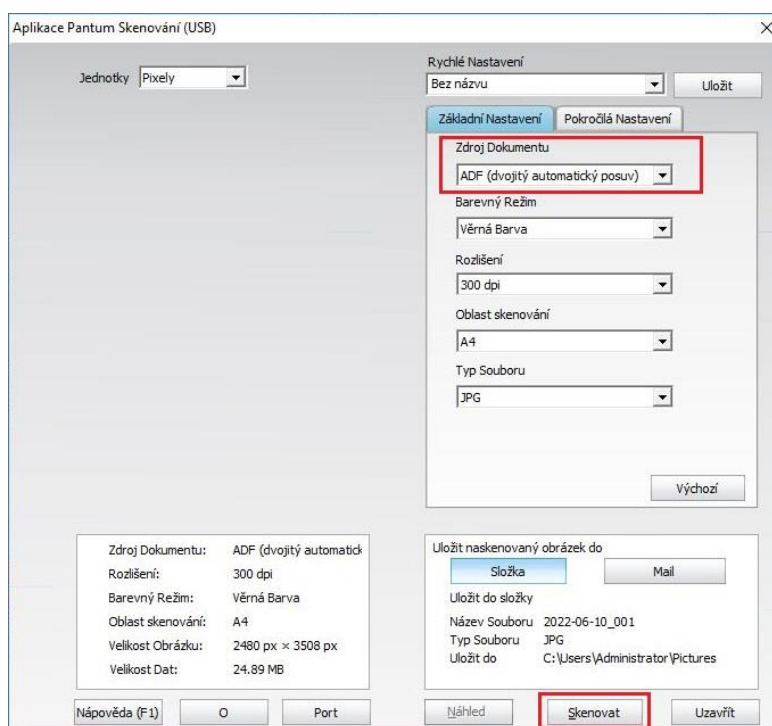 Aplikace Pantum Skenování (USB)
Jednotky Pixely
Rychlé Nastavení
Bez názvu Uložit
Základní Nastavení Pokročilá Nastavení
Zdroj Dokumentu
ADF (dvojitý automatický posuv)
Barevný Režim
Věrná Barva
Rozlišení
300 dpi
Oblast skenování
A4
Typ Souboru
JPG
Výchozí
Zdroj Dokumentu: ADF (dvojitý automatick
Rozlišení: 300 dpi
Barevný Režim: Věrná Barva
Oblast skenování: A4
Velikost Obrázku: 2480 px × 3508 px
Velikost Dat: 24.89 MB
Uložit naskenovaný obrázek do
Složka Mail
Uložit do složky
Název Souboru 2022-06-10_001
Typ Souboru JPG
Uložit do C:\Users\Administrator\Pictures
Nápověda (F1) O Port Náhled Skenovat Uzavřít